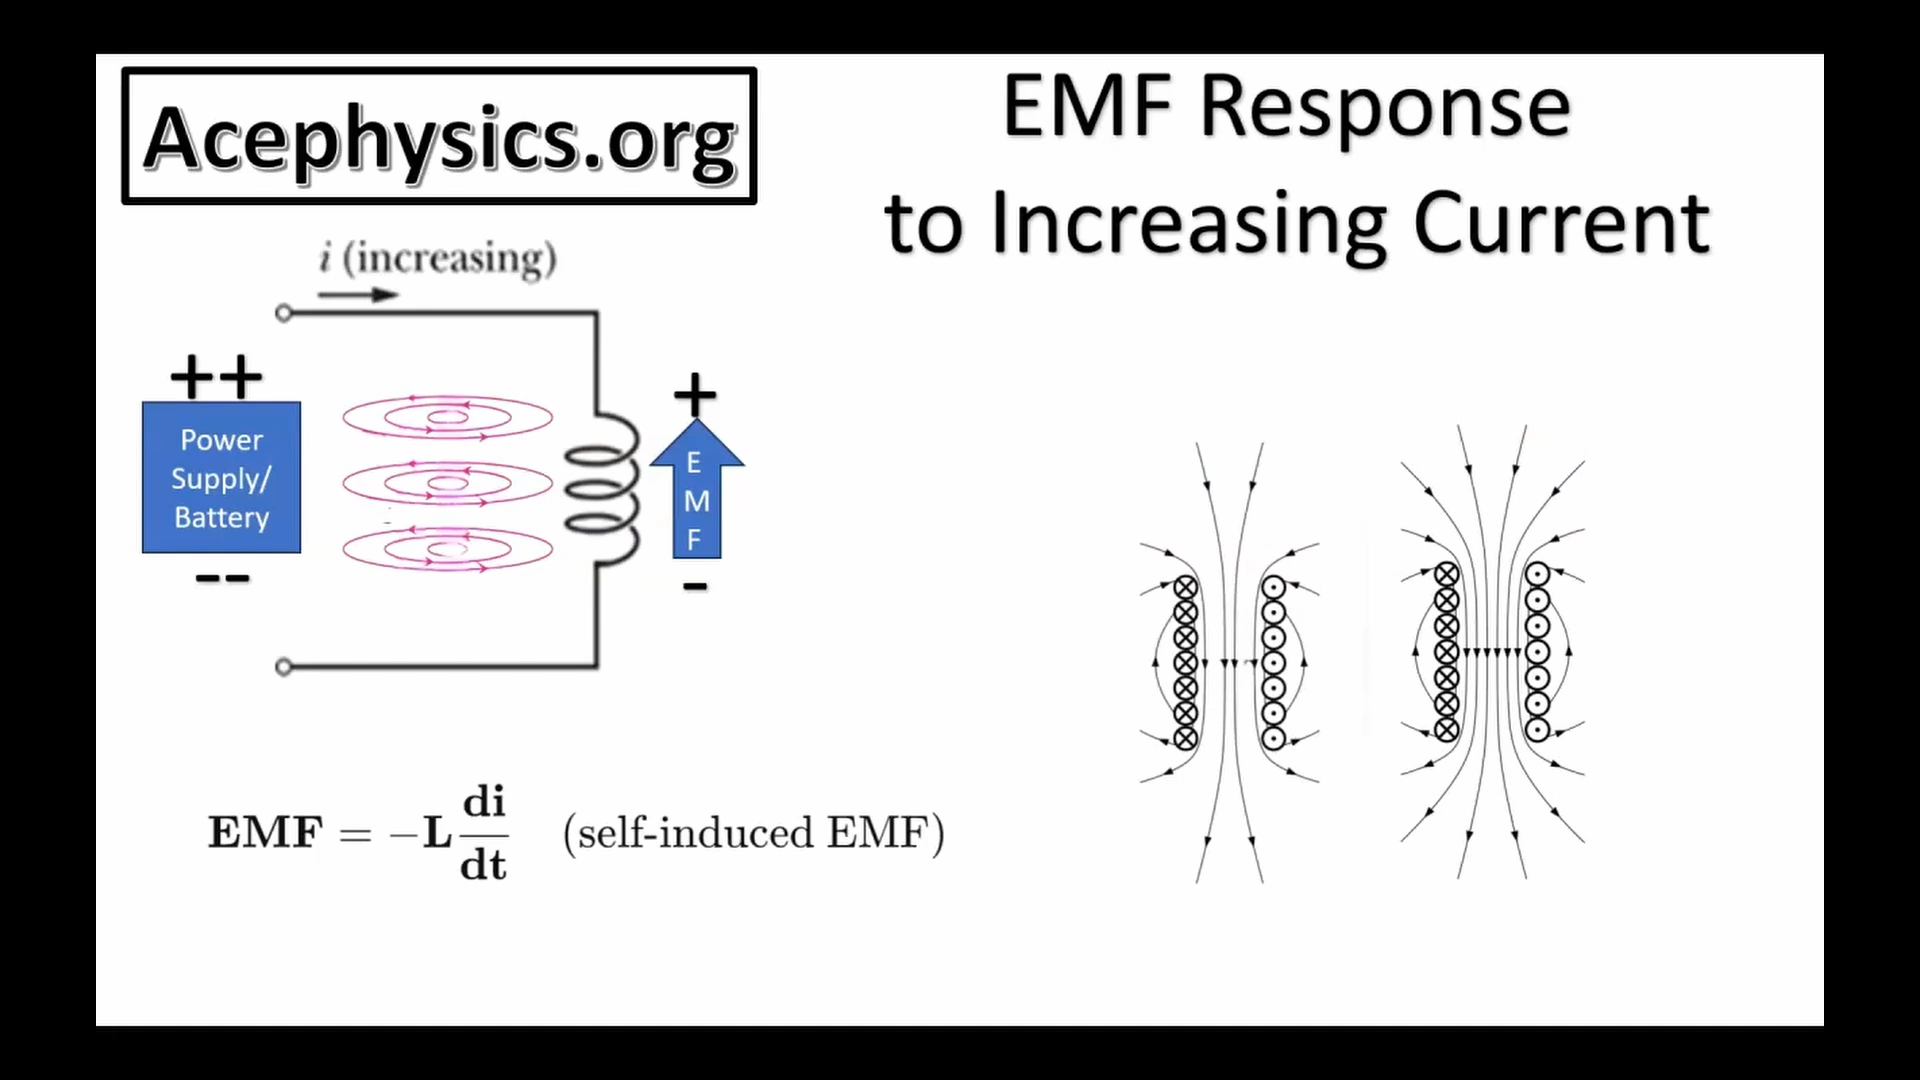 Acephysics.org
EMF Response
to Increasing Current
i (increasing)
++
Power
Supply/
Battery
--
+
E
M
F
-
EMF = −L di/dt (self-induced EMF)